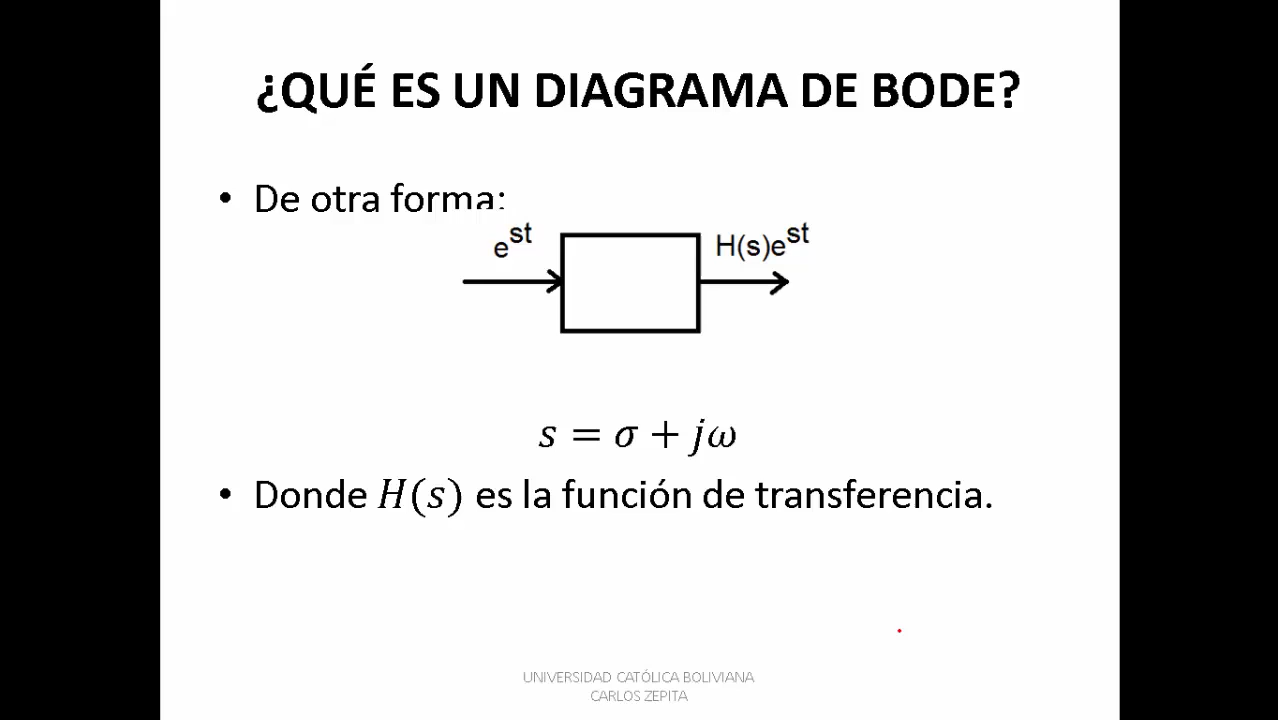 ¿QUÉ ES UN DIAGRAMA DE BODE?
• De otra forma:
e^st H(s)e^st
s = σ + jω
• Donde H(s) es la función de transferencia.
UNIVERSIDAD CATÓLICA BOLIVIANA
CARLOS ZEPITA